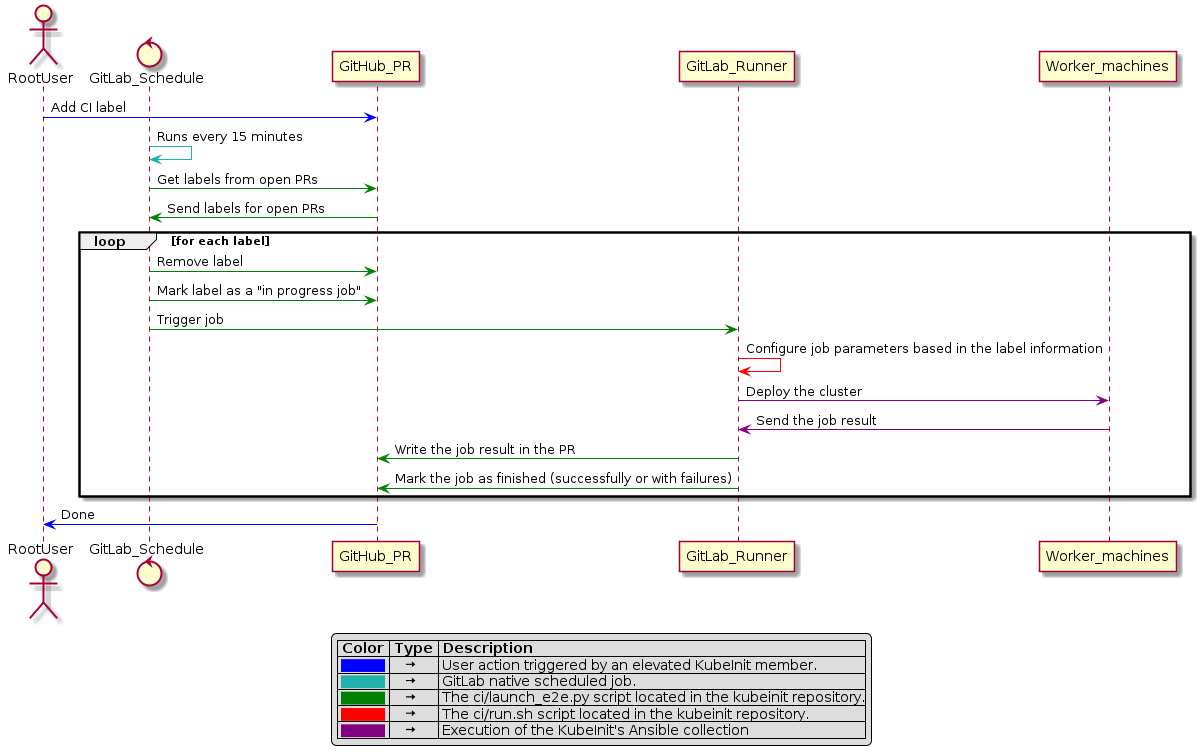 RootUser
GitLab_Schedule
GitHub_PR
GitLab_Runner
Worker_machines
Add CI label
Runs every 15 minutes
Get labels from open PRs
Send labels for open PRs
loop [for each label]
Remove label
Mark label as a "in progress job"
Trigger job
Configure job parameters based in the label information
Deploy the cluster
Send the job result
Write the job result in the PR
Mark the job as finished (successfully or with failures)
Done
RootUser
GitLab_Schedule
GitHub_PR
GitLab_Runner
Worker_machines
Color Type Description
→ User action triggered by an elevated KubeInit member.
→ GitLab native scheduled job.
→ The ci/launch_e2e.py script located in the kubeinit repository.
→ The ci/run.sh script located in the kubeinit repository.
→ Execution of the KubeInit's Ansible collection